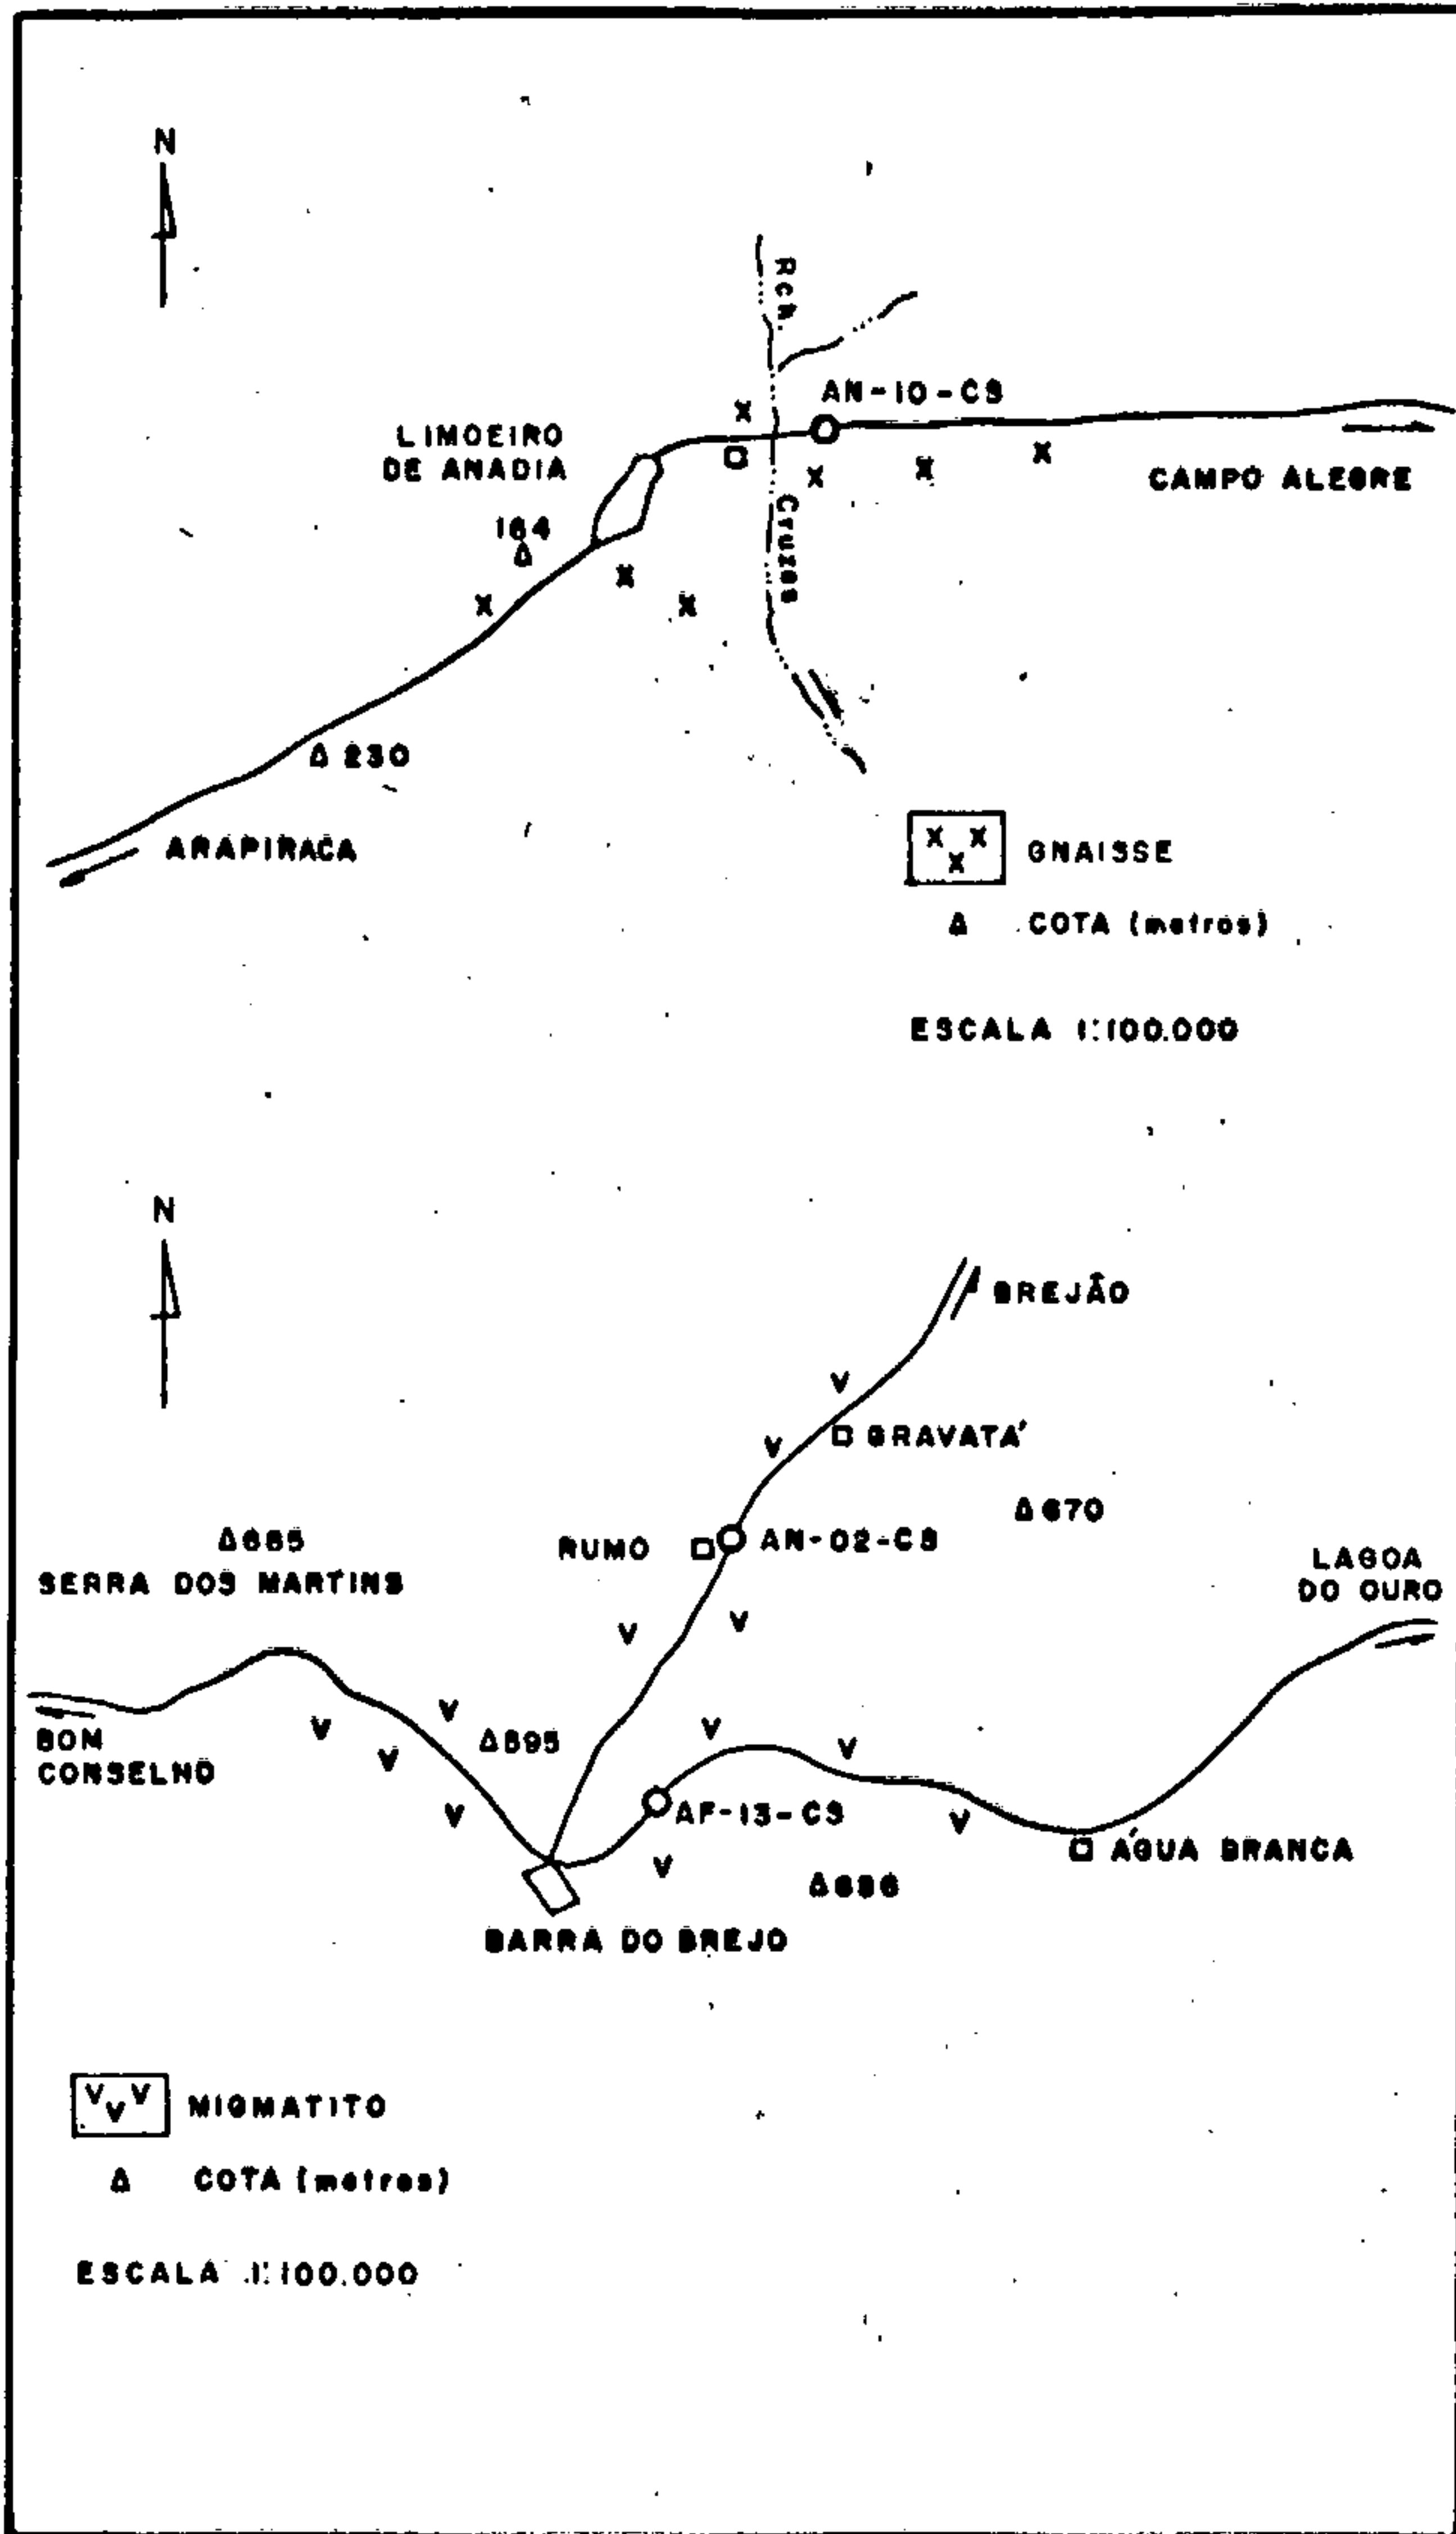 N
Rch.
Cruzes
AN-10-CS
LIMOEIRO
DE ANADIA
164
CAMPO ALEGRE
230
ARAPIRACA
X X X GNAISSE
COTA (metros)
ESCALA 1:100.000
N
BREJÃO
GRAVATÁ
670
RUMO
AN-02-CS
SERRA DOS MARTINS
LAGOA
DO OURO
BOM
CONSELHO
AF-13-CS
ÁGUA BRANCA
BARRA DO BREJO
V V V MIGMATITO
COTA (metros)
ESCALA 1:100.000